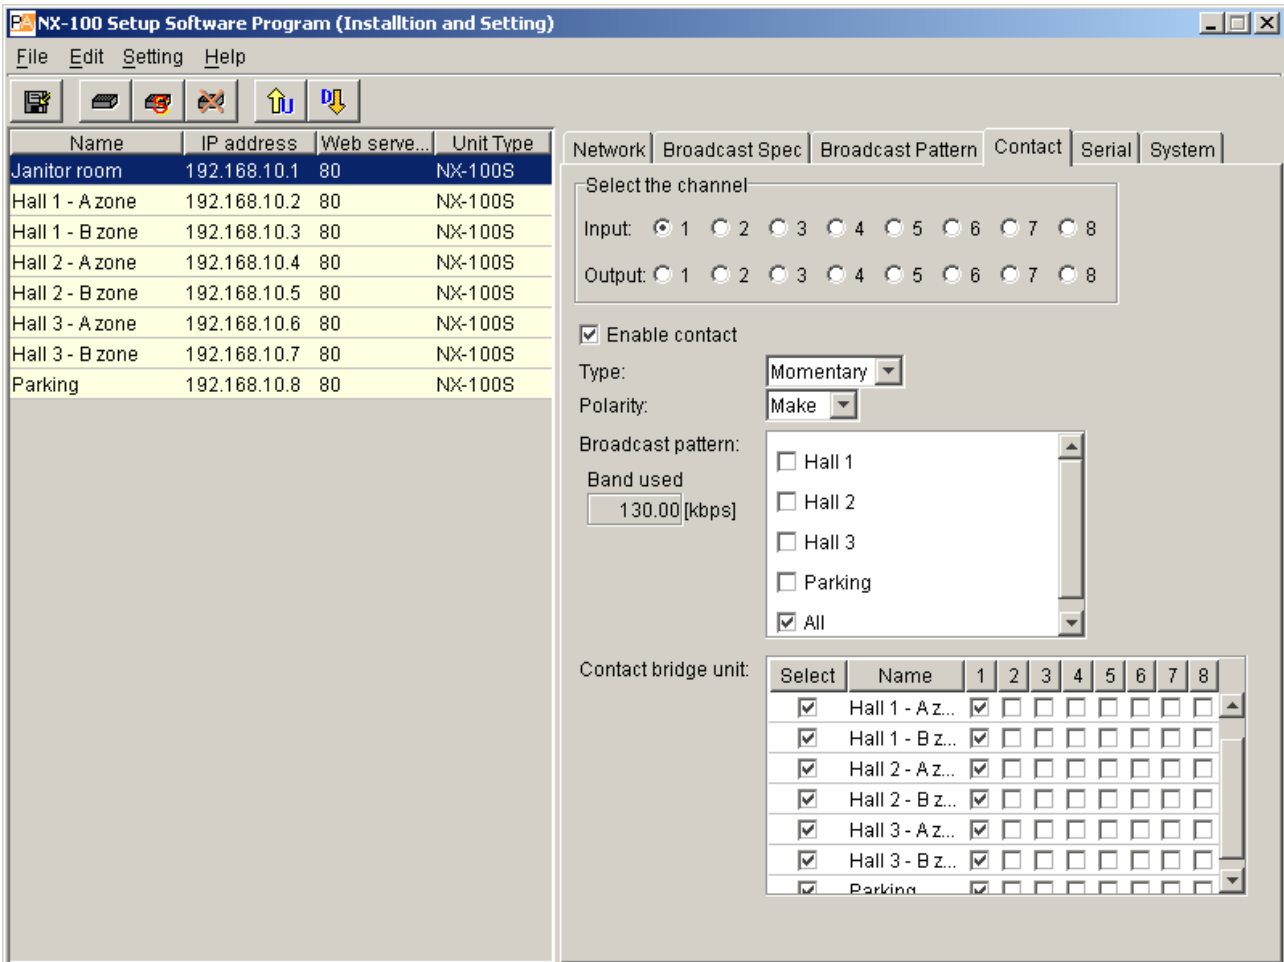 NX-100 Setup Software Program (Installtion and Setting)
File Edit Setting Help
U D
Name IP address Web serve... Unit Type
Janitor room 192.168.10.1 80 NX-100S
Hall 1 - A zone 192.168.10.2 80 NX-100S
Hall 1 - B zone 192.168.10.3 80 NX-100S
Hall 2 - A zone 192.168.10.4 80 NX-100S
Hall 2 - B zone 192.168.10.5 80 NX-100S
Hall 3 - A zone 192.168.10.6 80 NX-100S
Hall 3 - B zone 192.168.10.7 80 NX-100S
Parking 192.168.10.8 80 NX-100S
Network Broadcast Spec Broadcast Pattern Contact Serial System
Select the channel
Input: 1 2 3 4 5 6 7 8
Output: 1 2 3 4 5 6 7 8
Enable contact
Type: Momentary
Polarity: Make
Broadcast pattern:
Band used
130.00 [kbps]
Hall 1
Hall 2
Hall 3
Parking
All
Contact bridge unit:
Select Name 1 2 3 4 5 6 7 8
Hall 1 - A z...
Hall 1 - B z...
Hall 2 - A z...
Hall 2 - B z...
Hall 3 - A z...
Hall 3 - B z...
Parking